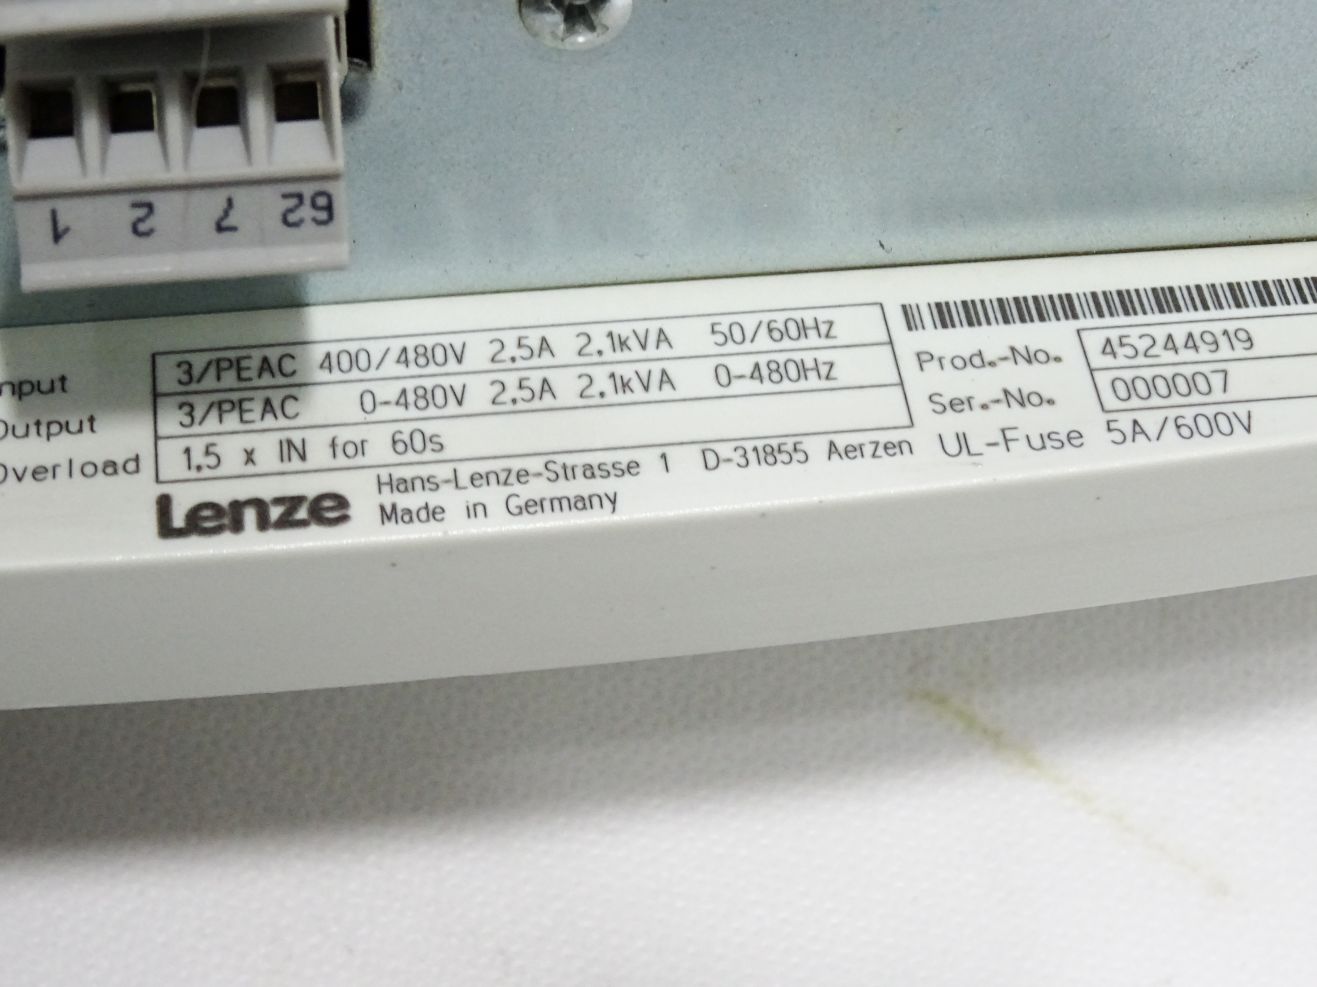 1 2 7 62
nput 3/PEAC 400/480V 2.5A 2.1kVA 50/60Hz
Output 3/PEAC 0-480V 2.5A 2.1kVA 0-480Hz
Overload 1.5 x IN for 60s
Lenze
Hans-Lenze-Strasse 1 D-31855 Aerzen
Made in Germany
Prod.-No. 45244919
Ser.-No. 000007
UL-Fuse 5A/600V